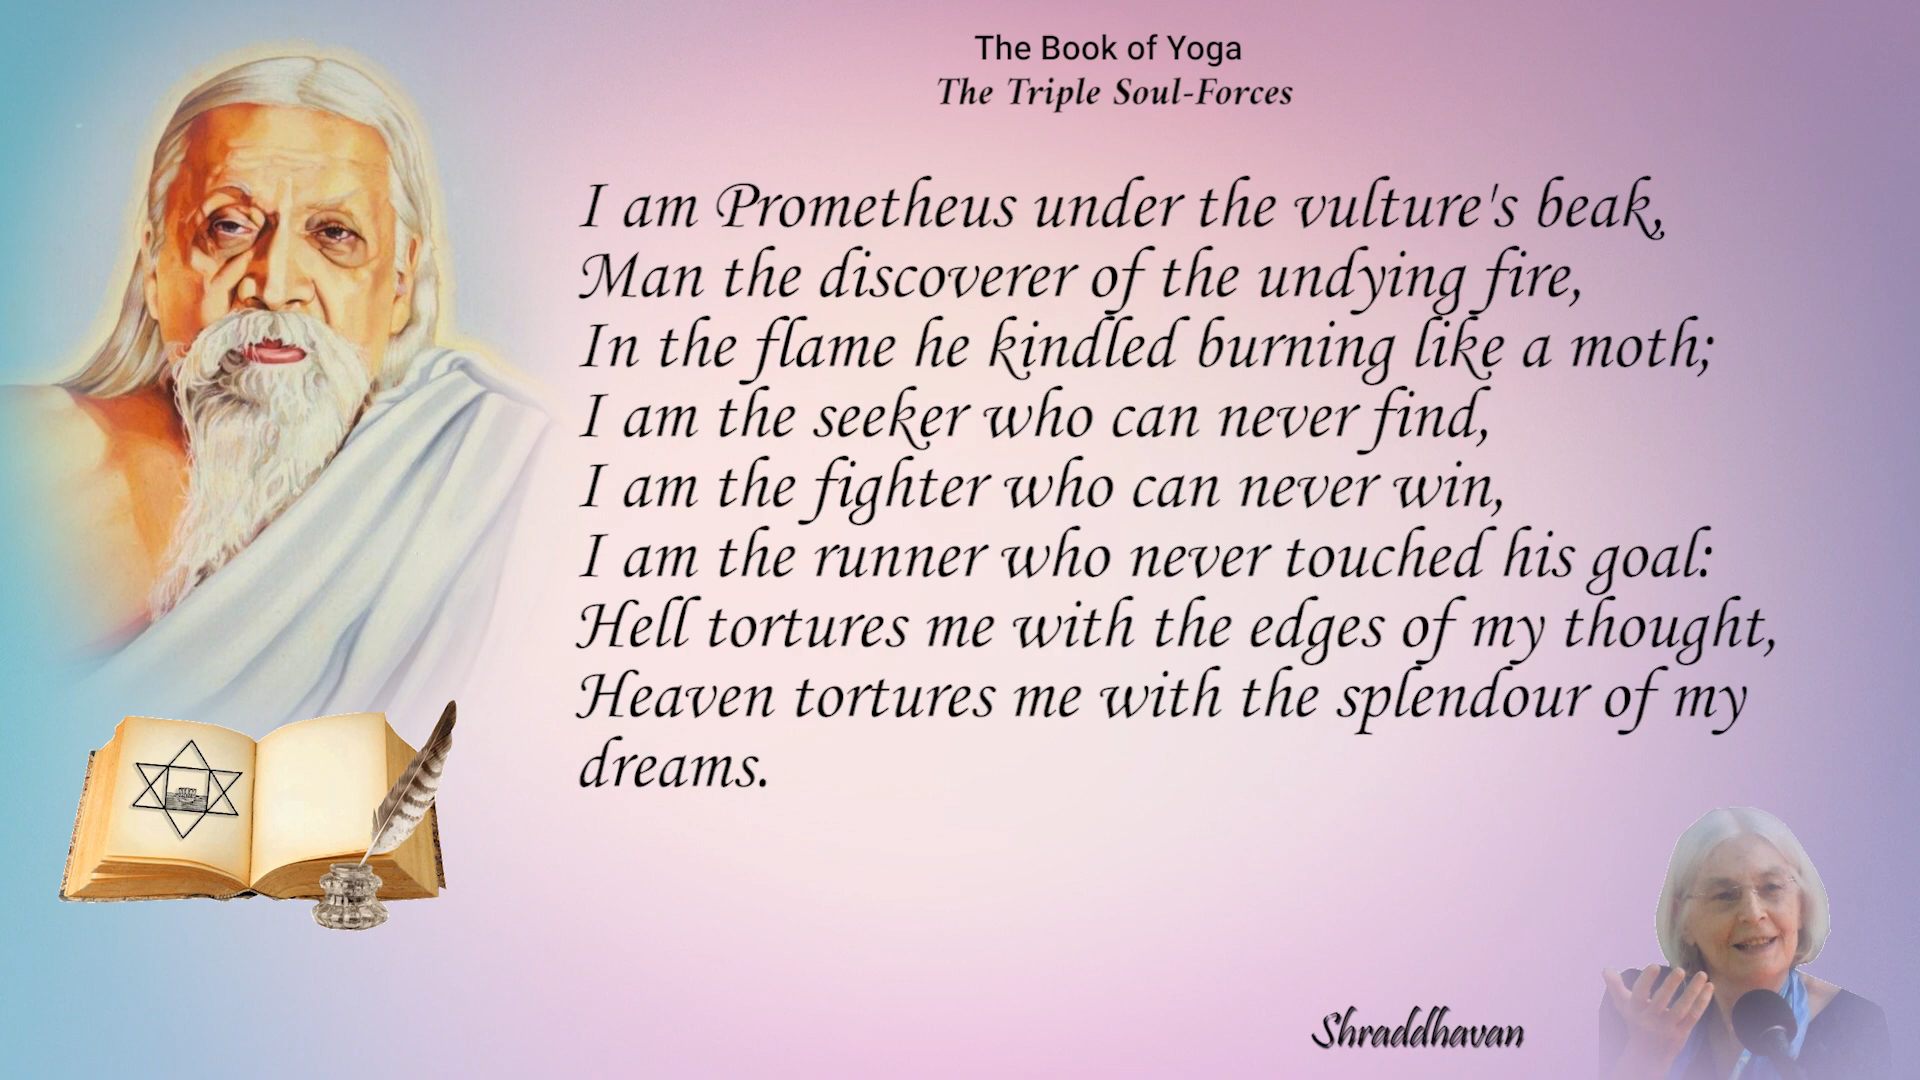 The Book of Yoga
The Triple Soul-Forces
I am Prometheus under the vulture's beak,
Man the discoverer of the undying fire,
In the flame he kindled burning like a moth;
I am the seeker who can never find,
I am the fighter who can never win,
I am the runner who never touched his goal:
Hell tortures me with the edges of my thought,
Heaven tortures me with the splendour of my
dreams.
Shraddhavan